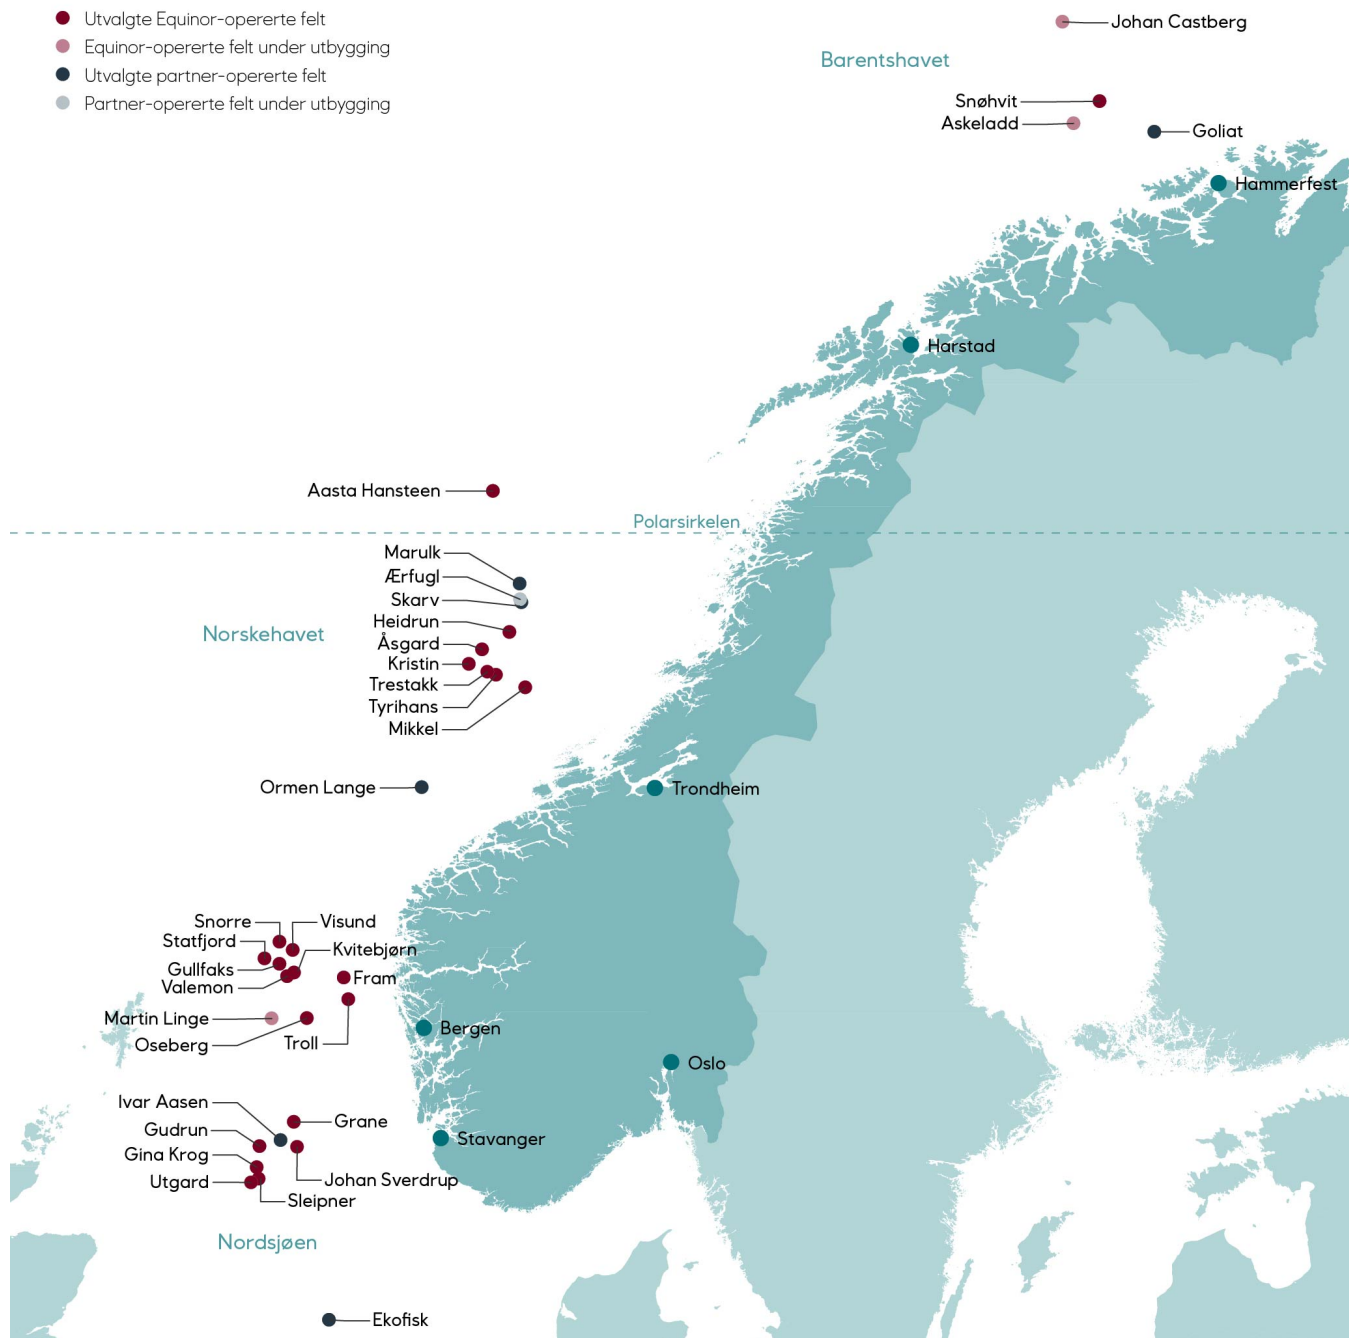 Utvalgte Equinor-opererte felt
Equinor-opererte felt under utbygging
Utvalgte partner-opererte felt
Partner-opererte felt under utbygging
Johan Castberg
Barentshavet
Snøhvit
Askeladd
Goliat
Hammerfest
Harstad
Aasta Hansteen
Polarsirkelen
Marulk
Ærfugl
Skarv
Heidrun
Norskehavet
Åsgard
Kristin
Trestakk
Tyrihans
Mikkel
Ormen Lange
Trondheim
Snorre
Visund
Statfjord
Kvitebjørn
Gullfaks
Fram
Valemon
Martin Linge
Bergen
Oseberg
Troll
Oslo
Ivar Aasen
Grane
Gudrun
Stavanger
Gina Krog
Johan Sverdrup
Utgard
Sleipner
Nordsjøen
Ekofisk